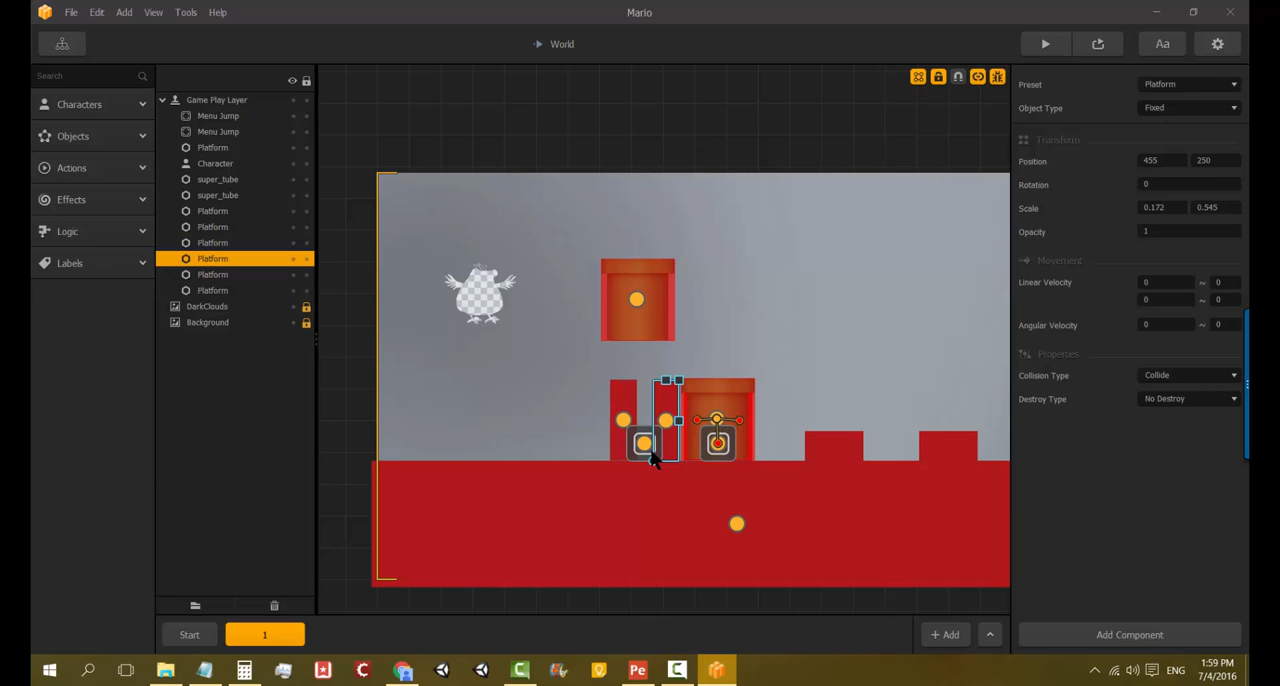 File Edit Add View Tools Help
Mario
World
Aa
Search
Characters
Objects
Actions
Effects
Logic
Labels
Game Play Layer
Menu Jump
Menu Jump
Platform
Character
super_tube
super_tube
Platform
Platform
Platform
Platform
Platform
Platform
DarkClouds
Background
Preset Platform
Object Type Fixed
Transform
Position 455 250
Rotation 0
Scale 0.172 0.545
Opacity 1
Movement
Linear Velocity 0 ~ 0
0 ~ 0
Angular Velocity 0 ~ 0
Properties
Collision Type Collide
Destroy Type No Destroy
Start 1
+ Add
Add Component
Pe
ENG
1:59 PM
7/4/2016